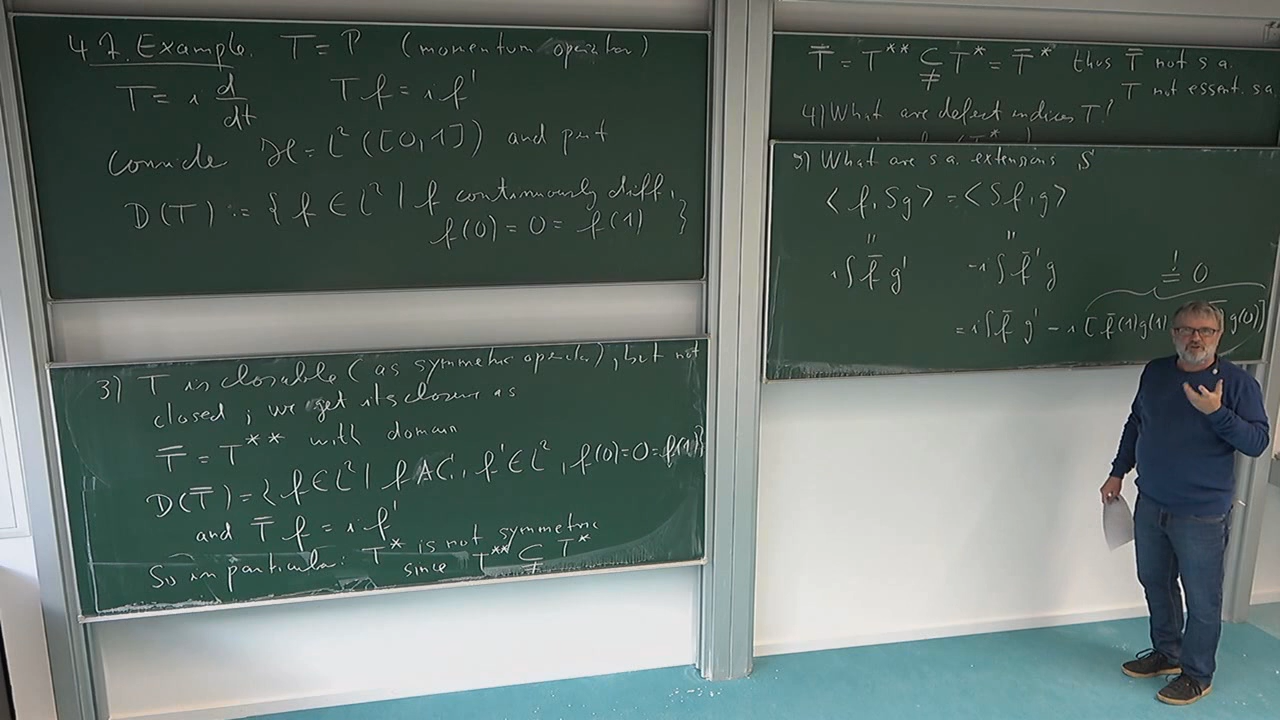 4.7. Example. T = P (momentum operator)
T = i d/dt    Tf = i f'
Conside ℋ = L²([0,1]) and put
D(T) := { f ∈ L² | f continuously diff.,
f(0) = 0 = f(1) }
3) T is closable (as symmetric operator), but not
closed ; we get its closure as
T̅ = T** with domain
D(T̅) = { f ∈ L² | f AC, f' ∈ L², f(0) = 0 = f(1) }
and T̅ f = i f'
So in particular: T* is not symmetric
since T** ⊊ T*
T̅ = T** ⊊ T* = T̅* thus T̅ not s.a.
T not essent. s.a.
4) What are defect indices T?
5) What are s.a. extensions S
< f, Sg > = < Sf, g >
"    "
i ∫ f̅ g'    -i ∫ f̅' g    ! = 0
= i ∫ f̅ g' - i [ f̅(1) g(1) g(0) ]